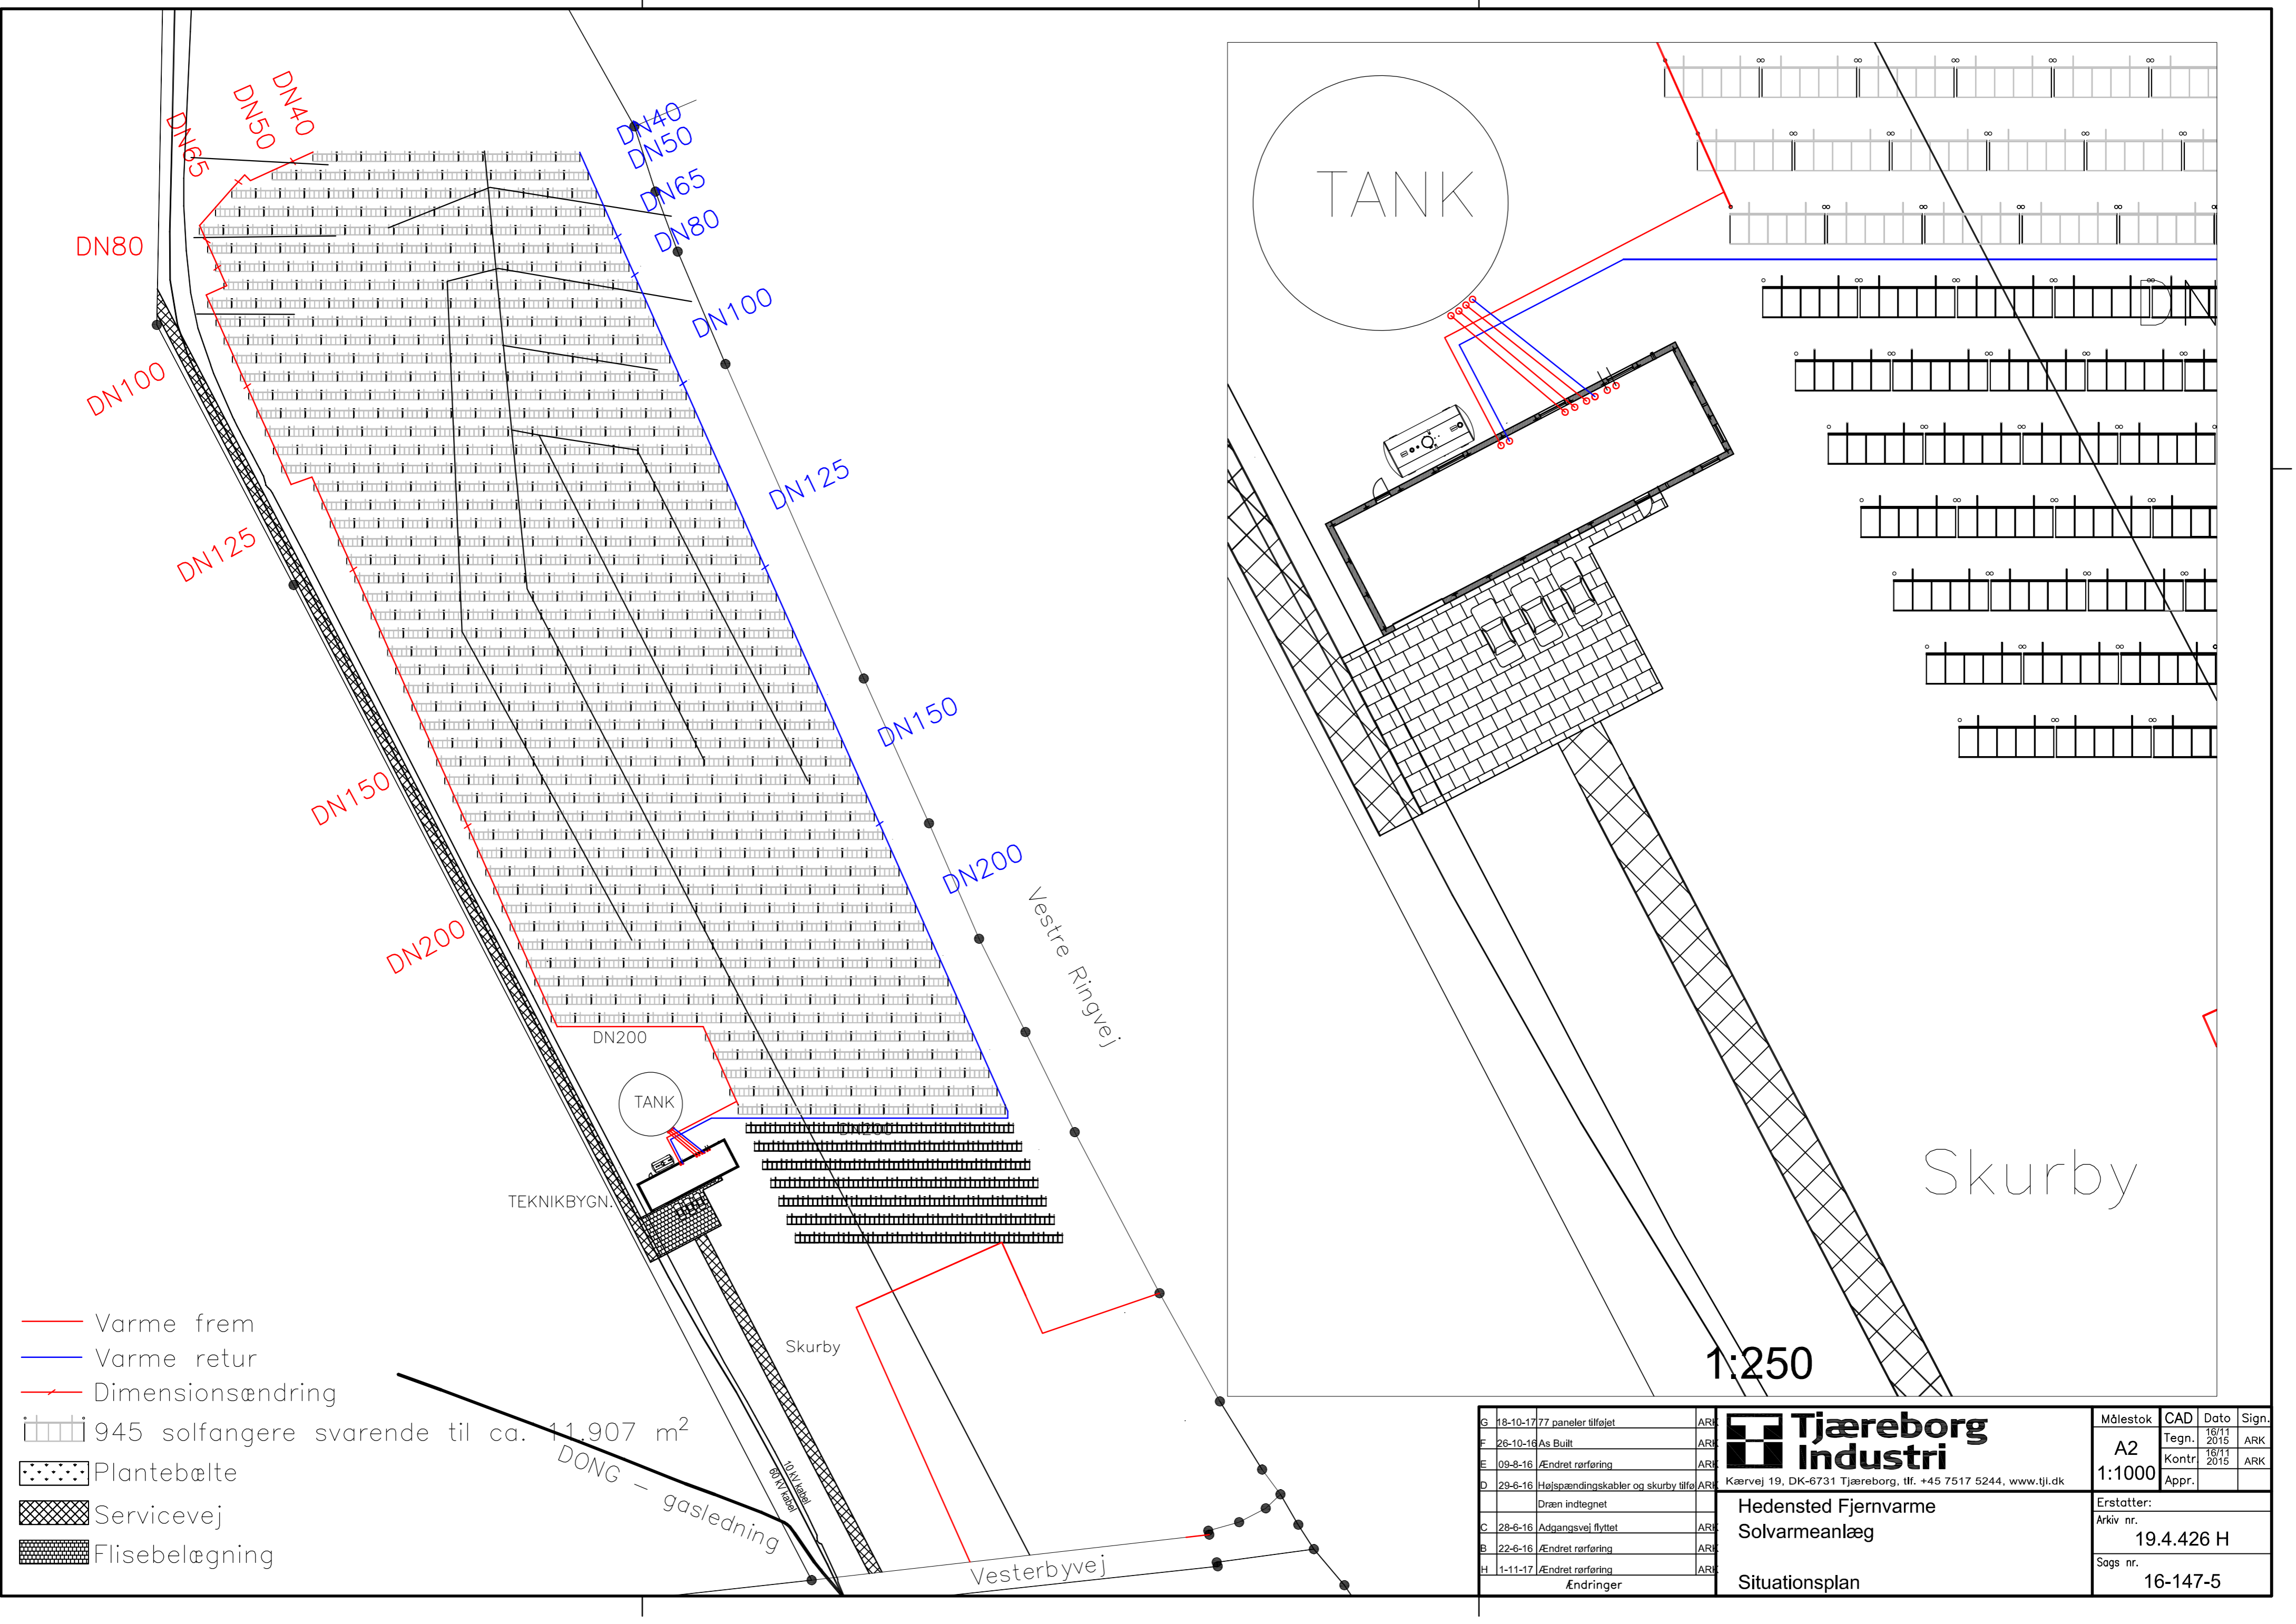 DN40
DN50
DN65
DN80
DN100
DN125
DN150
DN200
DN40
DN50
DN65
DN80
DN100
DN125
DN150
DN200
Vestre Ringvej
DN200
TANK
DN200
TEKNIKBYGN.
Skurby
10 kV kabel
60 kV kabel
DONG – gasledning
Vesterbyvej
Varme frem
Varme retur
Dimensionsændring
945 solfangere svarende til ca. 11.907 m²
Plantebælte
Servicevej
Flisebelægning
TANK
DN
Skurby
1:250
G 18-10-17 77 paneler tilføjet ARK
F 26-10-16 As Built ARK
E 09-8-16 Ændret rørføring ARK
D 29-6-16 Højspændingskabler og skurby tilfø ARK
Dræn indtegnet
C 28-6-16 Adgangsvej flyttet ARK
B 22-6-16 Ændret rørføring ARK
H 1-11-17 Ændret rørføring ARK
Ændringer
Tjæreborg
Industri
Kærvej 19, DK-6731 Tjæreborg, tlf. +45 7517 5244, www.tji.dk
Hedensted Fjernvarme
Solvarmeanlæg
Situationsplan
Målestok CAD Dato Sign.
A2
1:1000
Tegn. 16/11 2015 ARK
Kontr. 16/11 2015 ARK
Appr.
Erstatter:
Arkiv nr.
19.4.426 H
Sags nr.
16-147-5